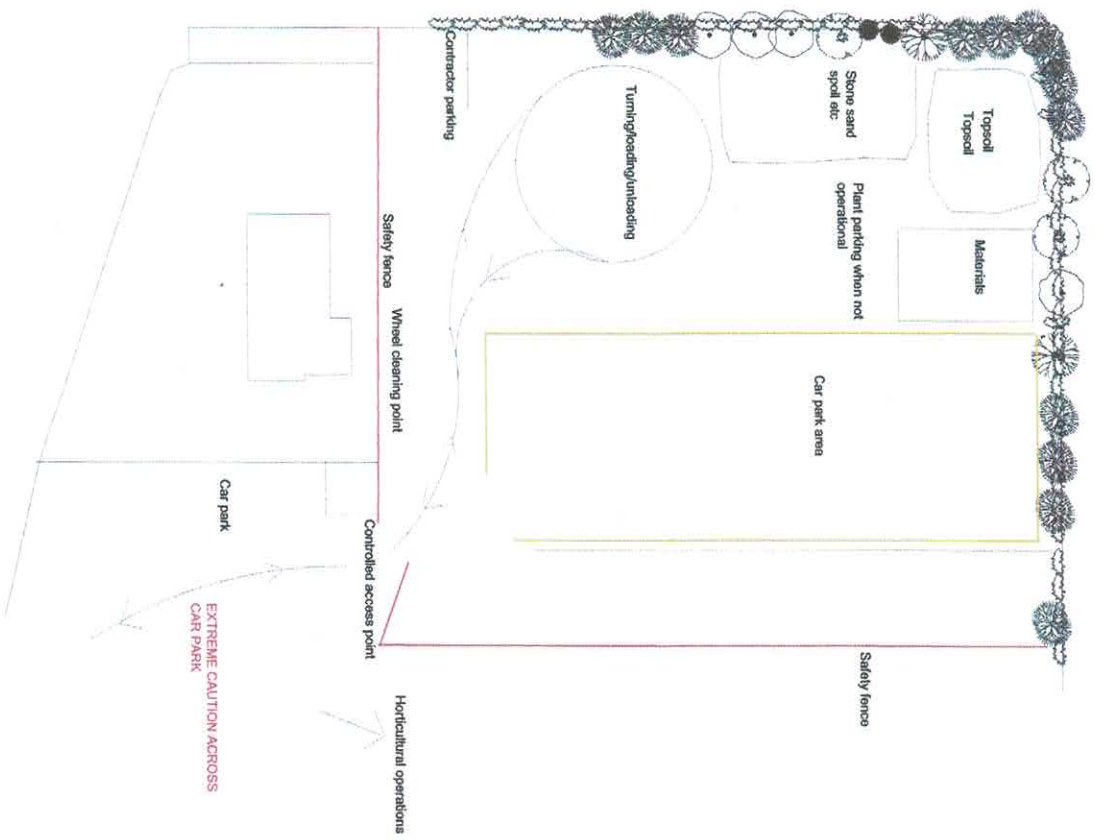 Contractor parking
Turning/loading/unloading
Stone sand
spoil etc
Topsoil
Topsoil
Plant parking when not
operational
Materials
Safety fence
Wheel cleaning point
Car park area
Car park
Controlled access point
EXTREME CAUTION ACROSS
CAR PARK
Safety fence
Horticultural operations